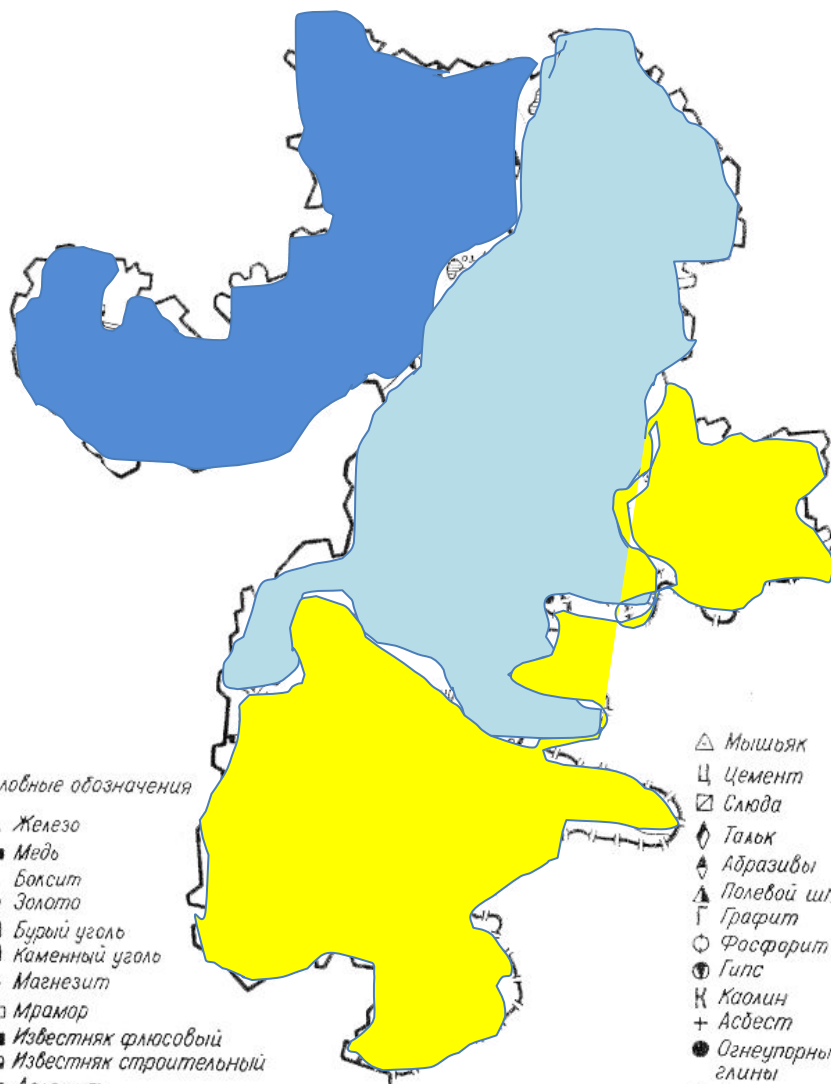 ловные обозначения
Железо
Медь
Боксит
Золото
Бурый уголь
Каменный уголь
Магнезит
Мрамор
Известняк флюсовый
Известняк строительный
Мышьяк
Ц Цемент
Слюда
Тальк
Абразивы
Полевой шп
Г Графит
Фосфорит
Гипс
К Каолин
+ Асбест
Огнеупорны
глины